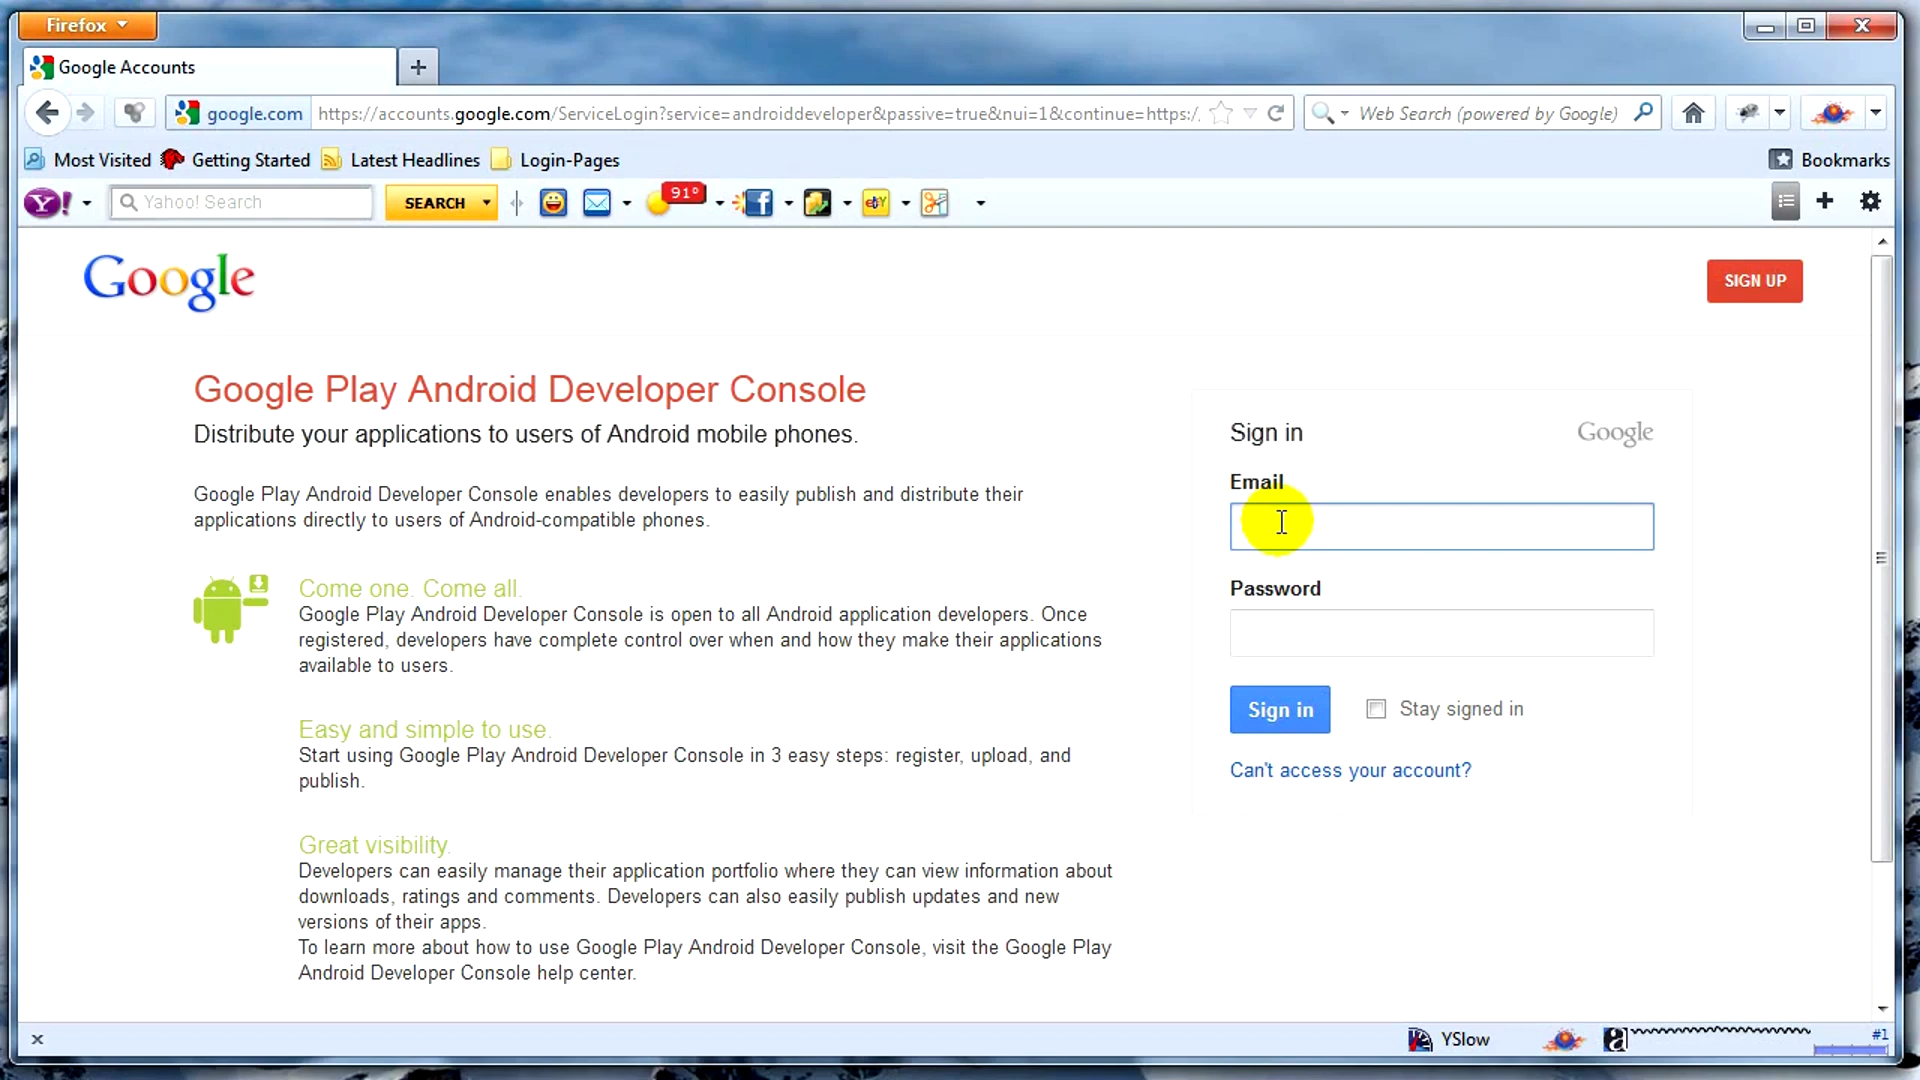 Firefox
Google Accounts
google.com https://accounts.google.com/ServiceLogin?service=androiddeveloper&passive=true&nui=1&continue=https:/ Web Search (powered by Google)
Most Visited Getting Started Latest Headlines Login-Pages Bookmarks
Y! Yahoo! Search SEARCH 91° ebY
Google SIGN UP
Google Play Android Developer Console
Distribute your applications to users of Android mobile phones.
Google Play Android Developer Console enables developers to easily publish and distribute their
applications directly to users of Android-compatible phones.
Come one. Come all.
Google Play Android Developer Console is open to all Android application developers. Once
registered, developers have complete control over when and how they make their applications
available to users.
Easy and simple to use.
Start using Google Play Android Developer Console in 3 easy steps: register, upload, and
publish.
Great visibility.
Developers can easily manage their application portfolio where they can view information about
downloads, ratings and comments. Developers can also easily publish updates and new
versions of their apps.
To learn more about how to use Google Play Android Developer Console, visit the Google Play
Android Developer Console help center.
Sign in Google
Email
Password
Sign in Stay signed in
Can't access your account?
YSlow a #1